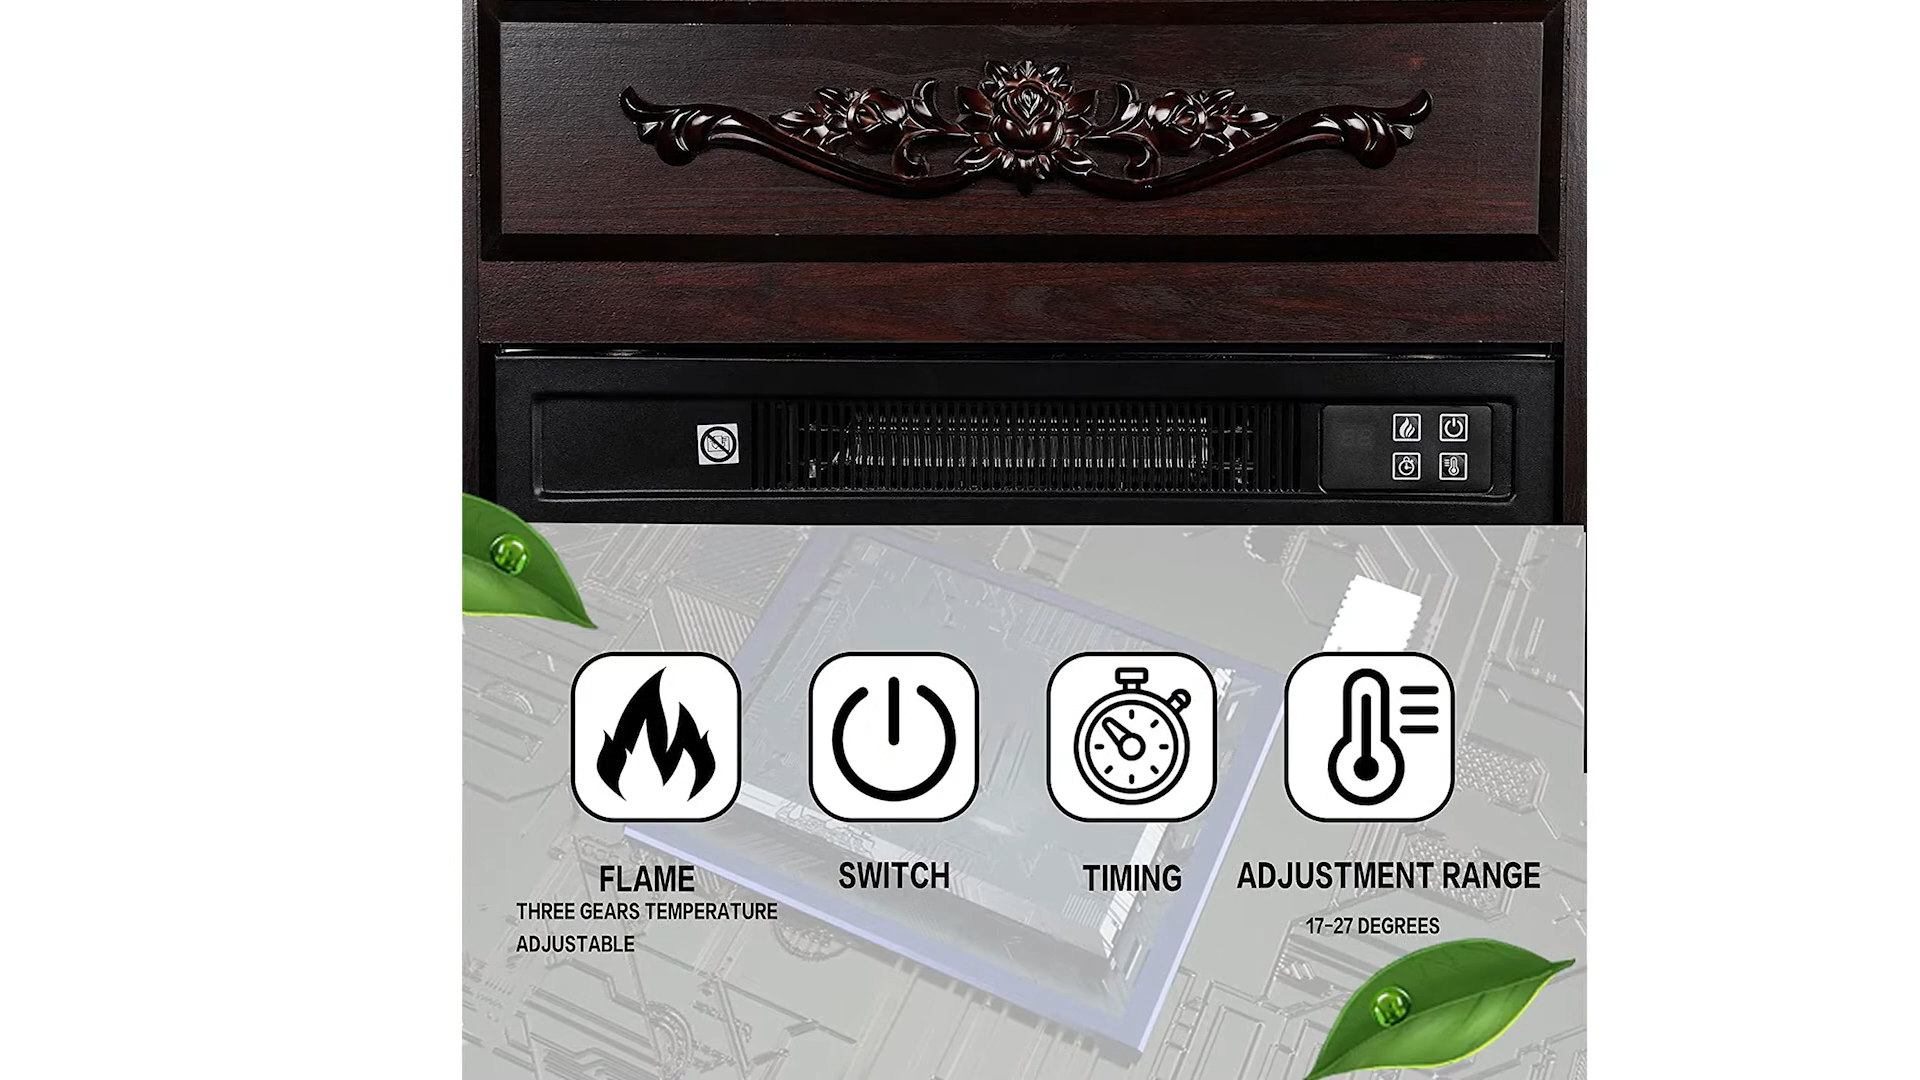 FLAME
THREE GEARS TEMPERATURE
ADJUSTABLE
SWITCH
TIMING
ADJUSTMENT RANGE
17-27 DEGREES